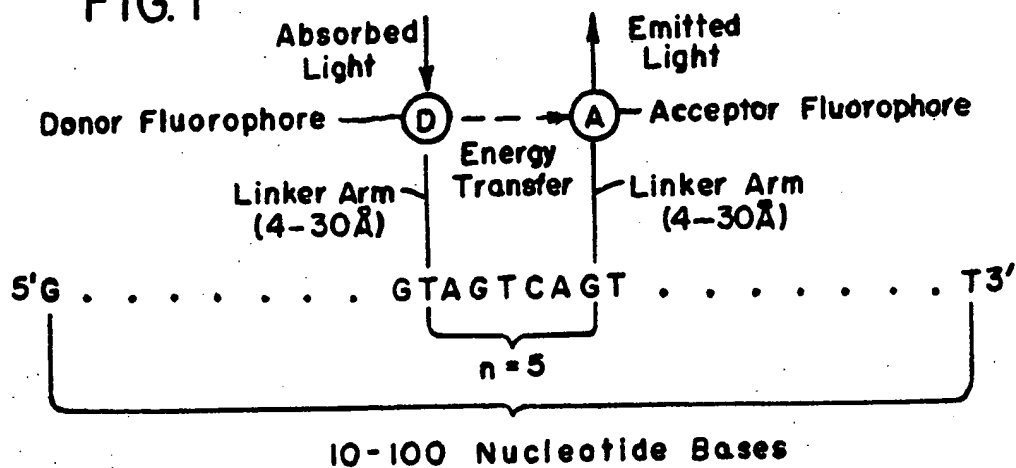 FIG. 1
Absorbed Light
Emitted Light
Donor Fluorophore
D
A
Acceptor Fluorophore
Energy Transfer
Linker Arm (4-30Å)
Linker Arm (4-30Å)
5'G . . . . . . . GTAGTCAGT . . . . . . . T3'
n = 5
10-100 Nucleotide Bases